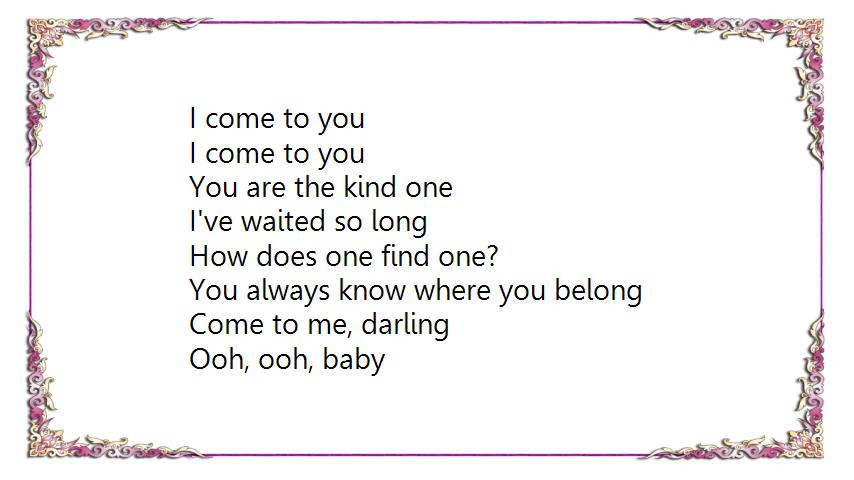 I come to you
I come to you
You are the kind one
I've waited so long
How does one find one?
You always know where you belong
Come to me, darling
Ooh, ooh, baby